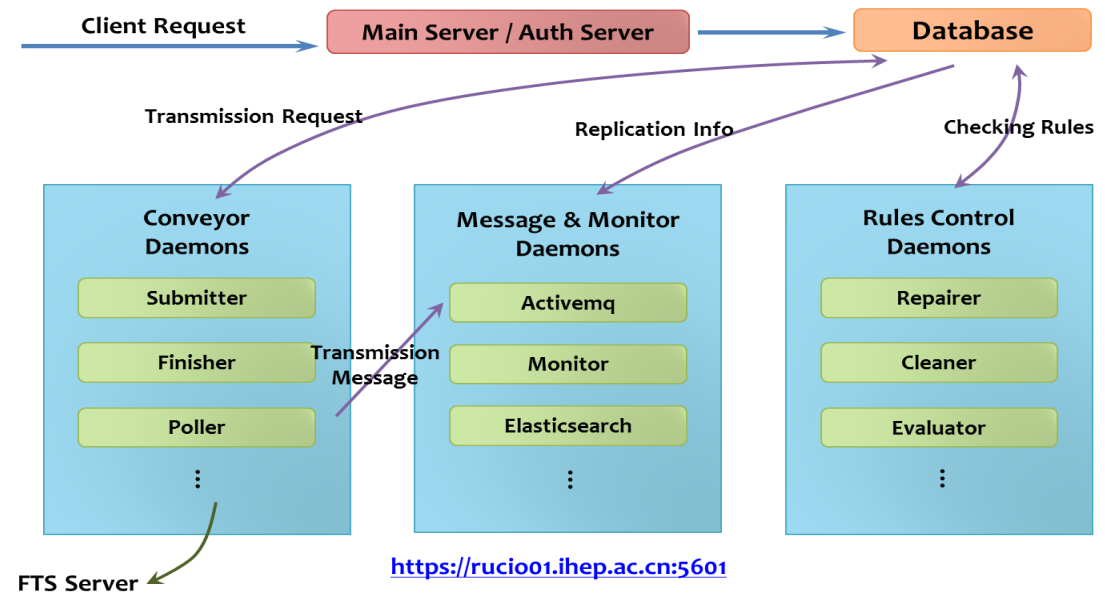 Client Request
Main Server / Auth Server
Database
Transmission Request
Replication Info
Checking Rules
Conveyor
Daemons
Submitter
Finisher
Poller
...
Transmission
Message
Message & Monitor
Daemons
Activemq
Monitor
Elasticsearch
...
Rules Control
Daemons
Repairer
Cleaner
Evaluator
...
https://rucio01.ihep.ac.cn:5601
FTS Server